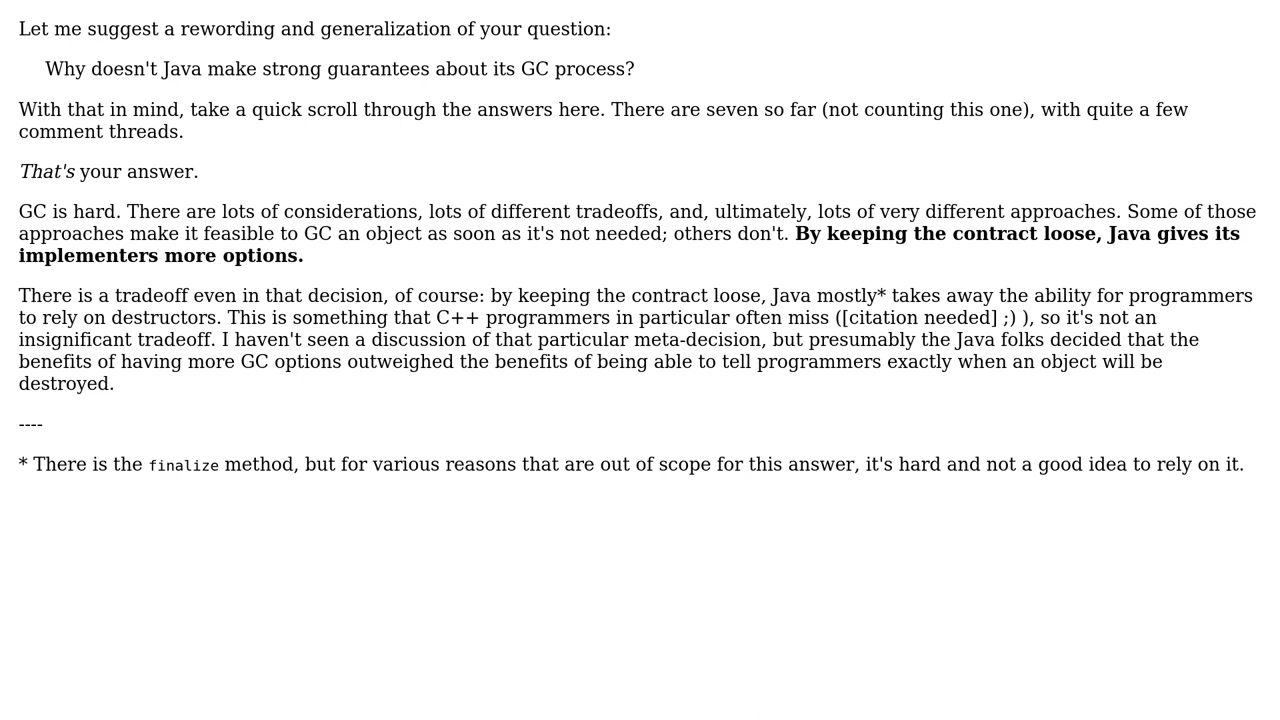 Let me suggest a rewording and generalization of your question:
Why doesn't Java make strong guarantees about its GC process?
With that in mind, take a quick scroll through the answers here. There are seven so far (not counting this one), with quite a few
comment threads.
That's your answer.
GC is hard. There are lots of considerations, lots of different tradeoffs, and, ultimately, lots of very different approaches. Some of those
approaches make it feasible to GC an object as soon as it's not needed; others don't. By keeping the contract loose, Java gives its
implementers more options.
There is a tradeoff even in that decision, of course: by keeping the contract loose, Java mostly* takes away the ability for programmers
to rely on destructors. This is something that C++ programmers in particular often miss ([citation needed] ;) ), so it's not an
insignificant tradeoff. I haven't seen a discussion of that particular meta-decision, but presumably the Java folks decided that the
benefits of having more GC options outweighed the benefits of being able to tell programmers exactly when an object will be
destroyed.
----
* There is the finalize method, but for various reasons that are out of scope for this answer, it's hard and not a good idea to rely on it.